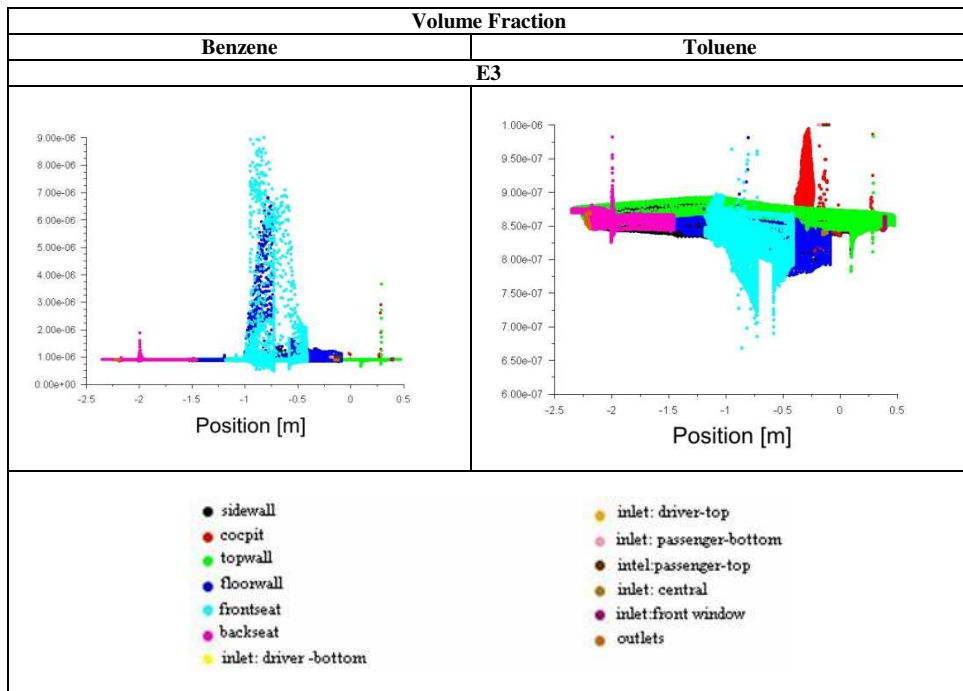 Volume Fraction
Benzene
Toluene
E3
9.00e-06
8.00e-06
7.00e-06
6.00e-06
5.00e-06
4.00e-06
3.00e-06
2.00e-06
1.00e-06
0.00e+00
-2.5
-2
-1.5
-1
-0.5
0
0.5
Position [m]
1.00e-06
9.50e-07
9.00e-07
8.50e-07
8.00e-07
7.50e-07
7.00e-07
6.50e-07
6.00e-07
-2.5
-2
-1.5
-1
-0.5
0
0.5
Position [m]
sidewall
cocpit
topwall
floorwall
frontseat
backseat
inlet: driver -bottom
inlet: driver-top
inlet: passenger-bottom
intel:passenger-top
inlet: central
inlet:front window
outlets